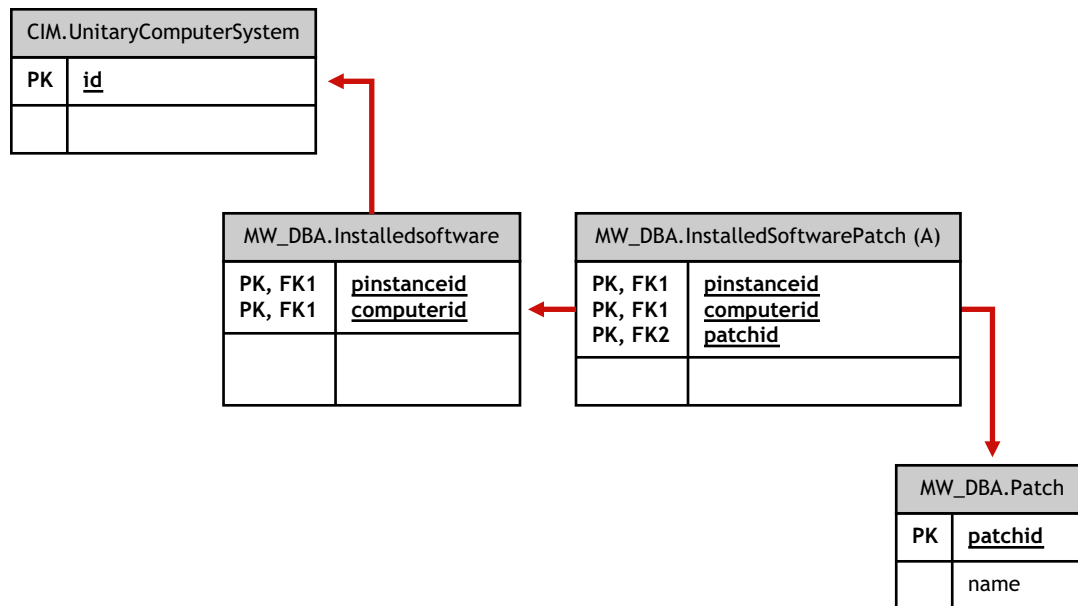 CIM.UnitaryComputerSystem
PK id
MW_DBA.Installedsoftware
PK, FK1 pinstanceid
PK, FK1 computerid
MW_DBA.InstalledSoftwarePatch (A)
PK, FK1 pinstanceid
PK, FK1 computerid
PK, FK2 patchid
MW_DBA.Patch
PK patchid
name